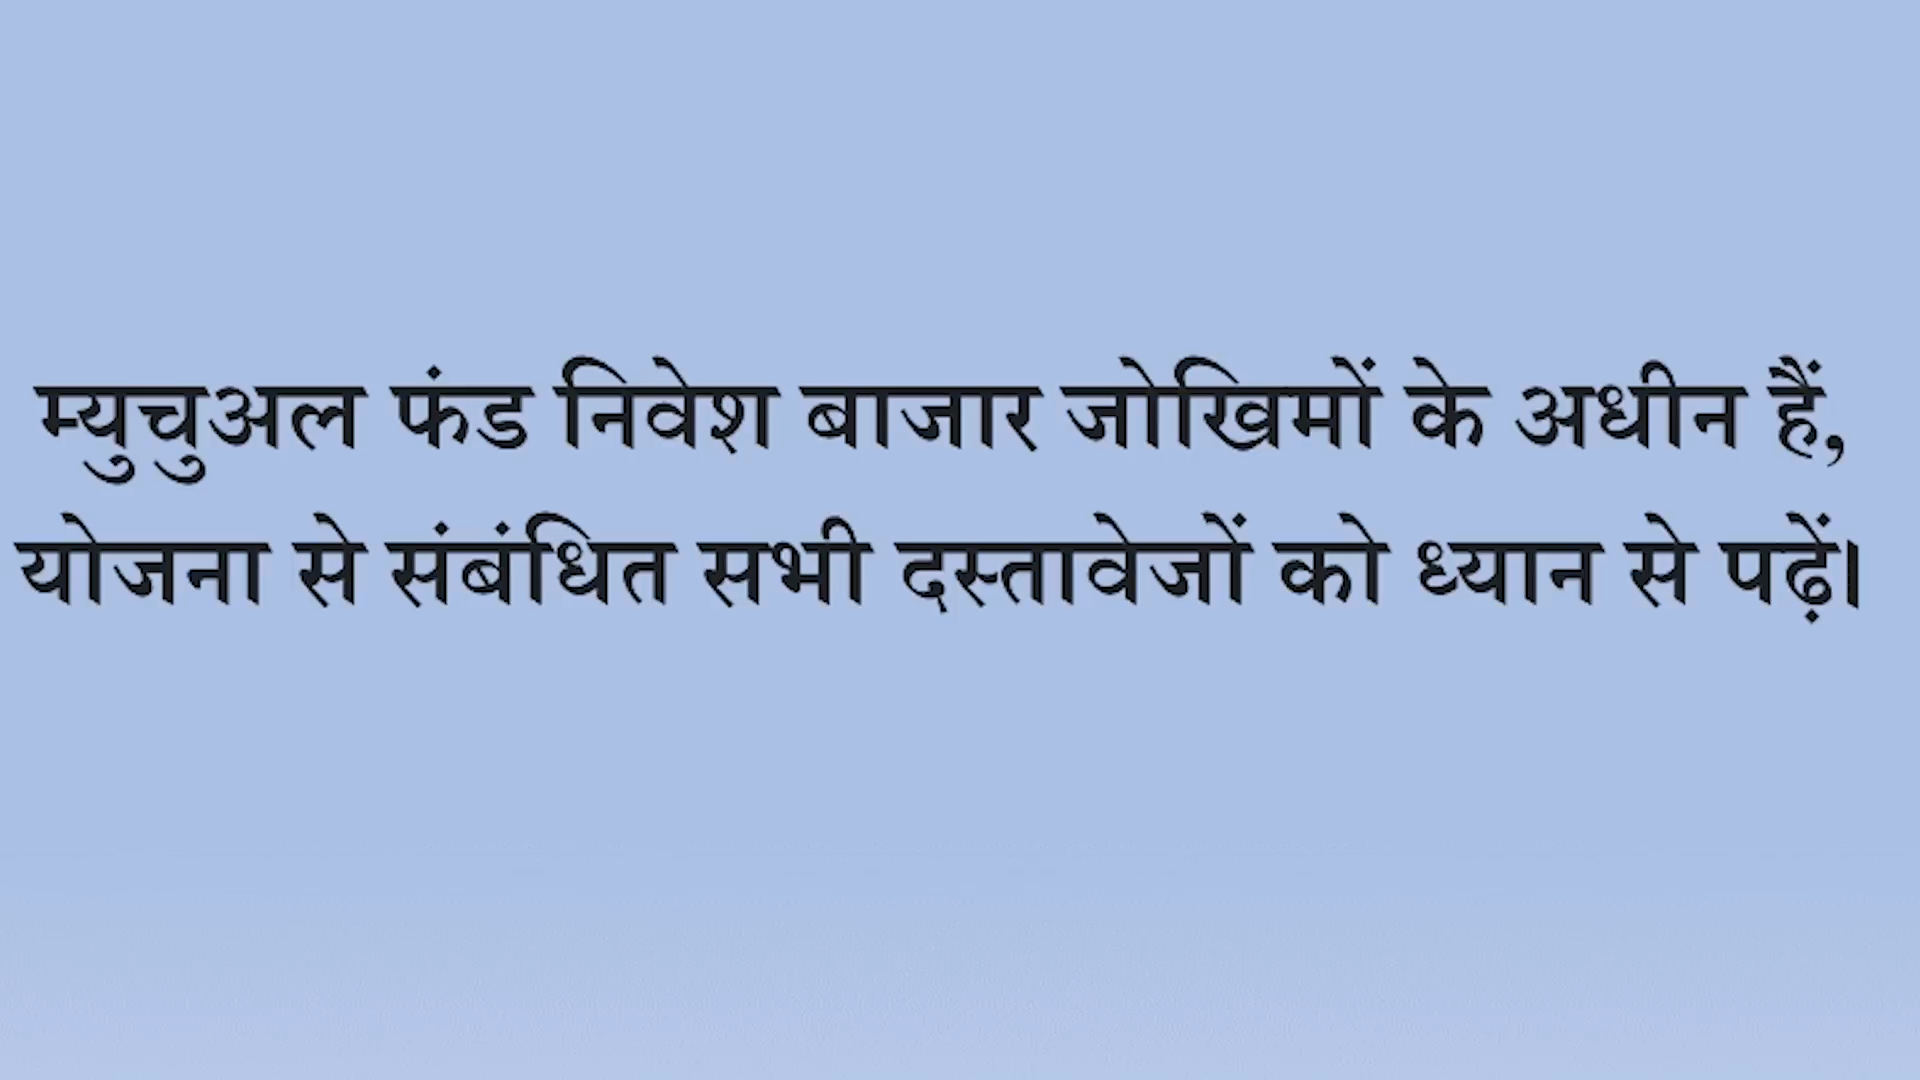 म्युचुअल फंड निवेश बाजार जोखिमों के अधीन हैं,
योजना से संबंधित सभी दस्तावेजों को ध्यान से पढ़ें।